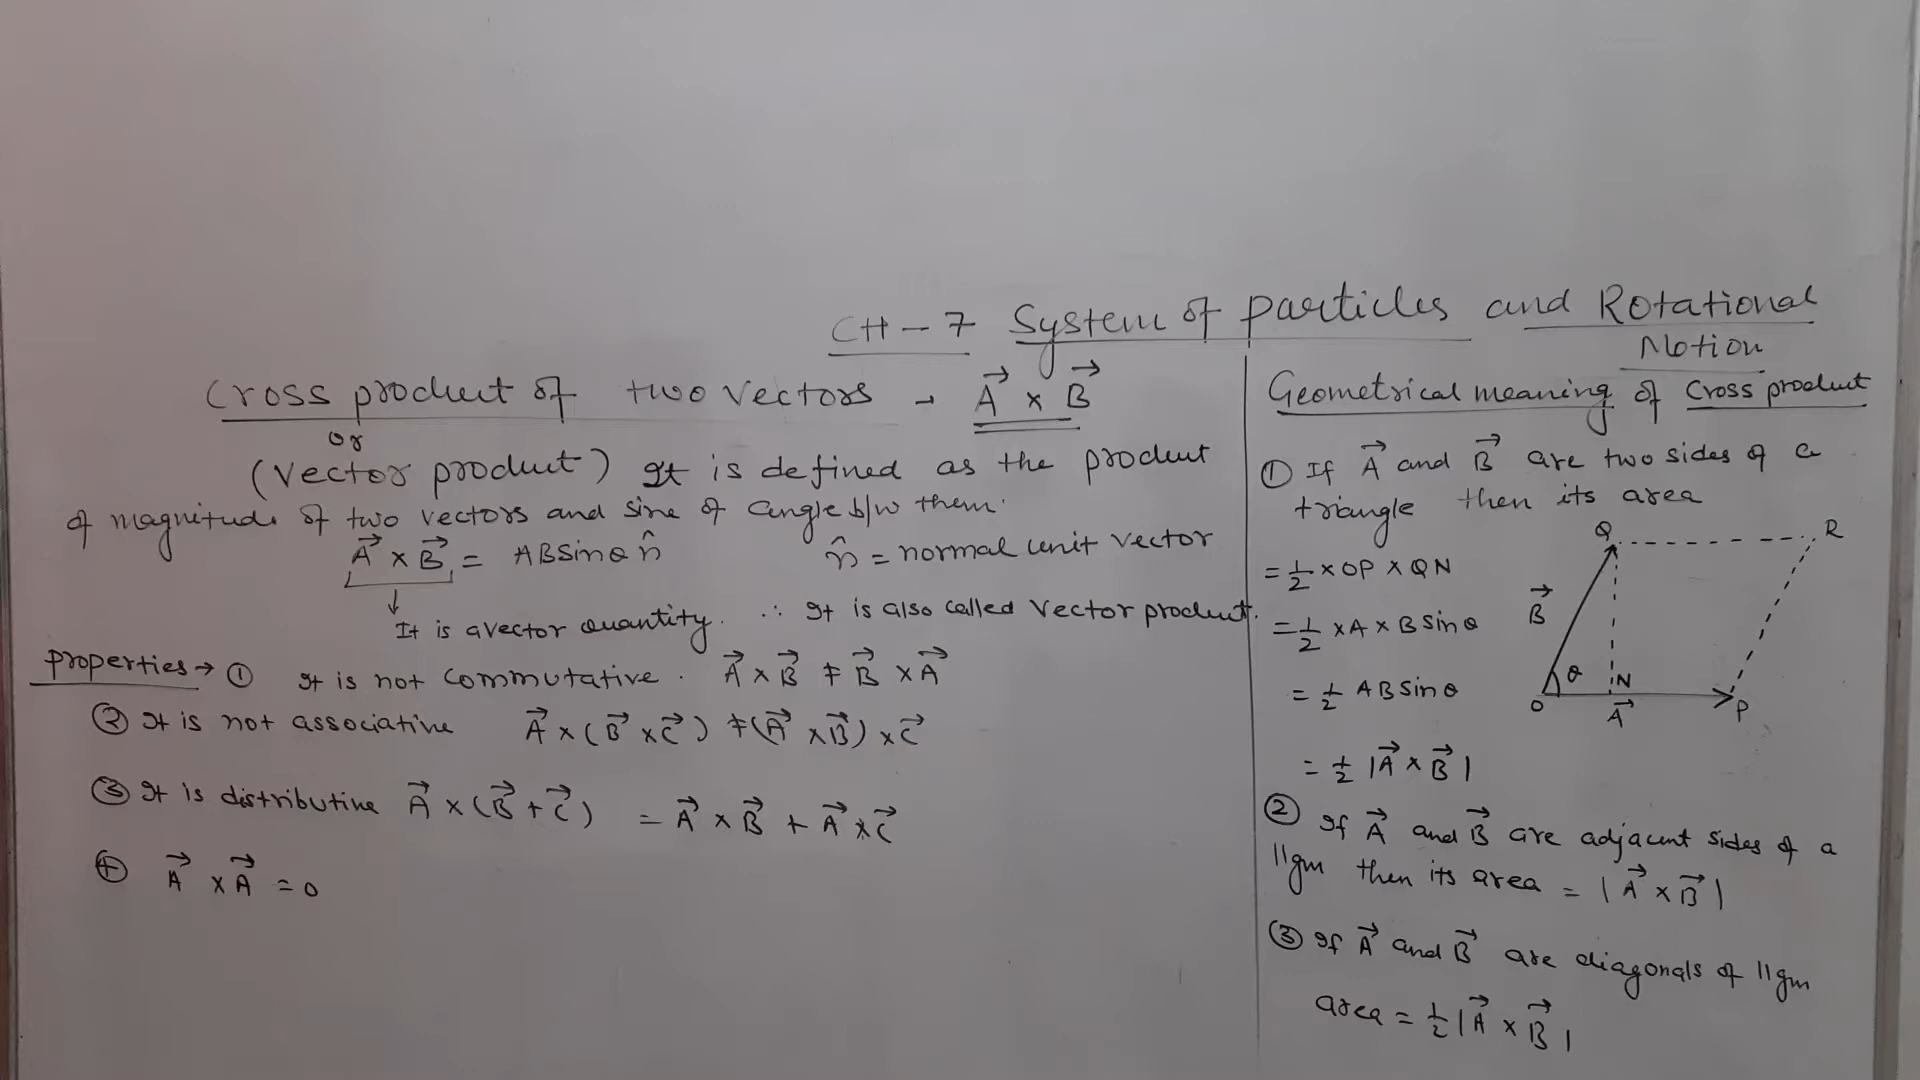 CH-7 System of particles and Rotational
Motion
Cross product of two vectors - A⃗ × B⃗
or
(vector product) It is defined as the product
of magnitude of two vectors and sine of angle b/w them.
A⃗ × B⃗ = ABsinθ n̂ n̂ = normal unit vector
↓
It is a vector quantity. ∴ It is also called vector product.
properties → ① It is not commutative. A⃗ × B⃗ ≠ B⃗ × A⃗
② It is not associative A⃗ × (B⃗ × C⃗) ≠ (A⃗ × B⃗) × C⃗
③ It is distributive A⃗ × (B⃗ + C⃗) = A⃗ × B⃗ + A⃗ × C⃗
④ A⃗ × A⃗ = 0
Geometrical meaning of cross product
① If A⃗ and B⃗ are two sides of a
triangle then its area
= 1/2 × OP × QN
= 1/2 × A × B sinθ
= 1/2 ABsinθ
= 1/2 |A⃗ × B⃗|
Q R
B⃗
θ N
O A⃗ P
② If A⃗ and B⃗ are adjacent sides of a
||gm then its area = |A⃗ × B⃗|
③ If A⃗ and B⃗ are diagonals of ||gm
area = 1/2 |A⃗ × B⃗|